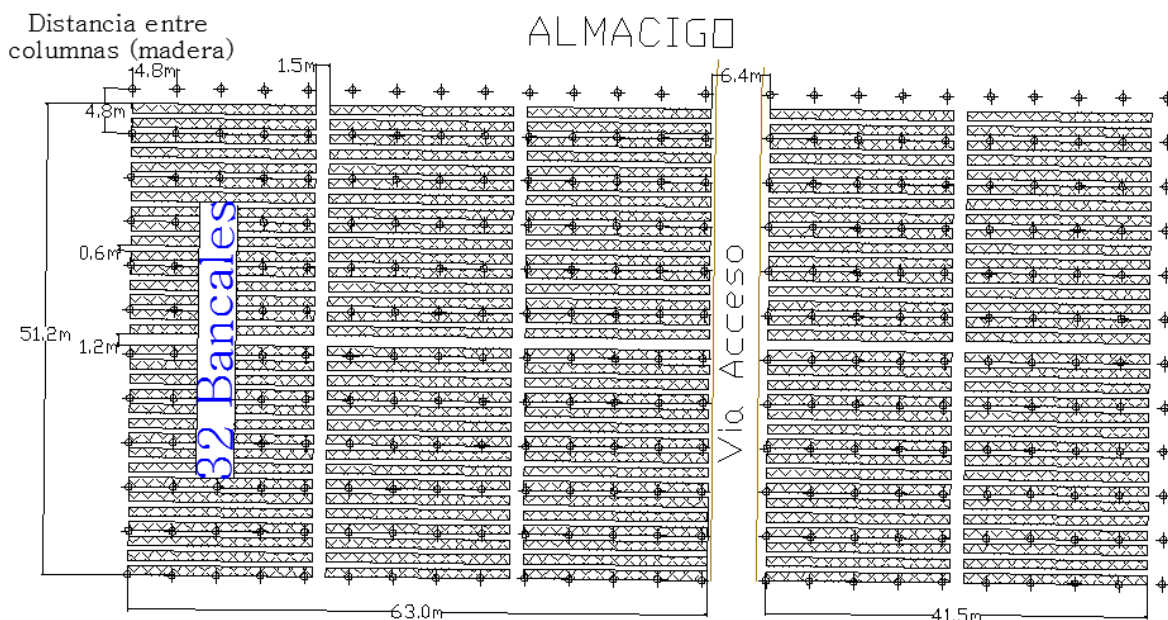 Distancia entre
columnas (madera)
ALMACIGO
4.8m
1.5m
6.4m
4.8m
0.6m
51.2m
1.2m
32 Bancales
Via Acceso
63.0m
41.5m